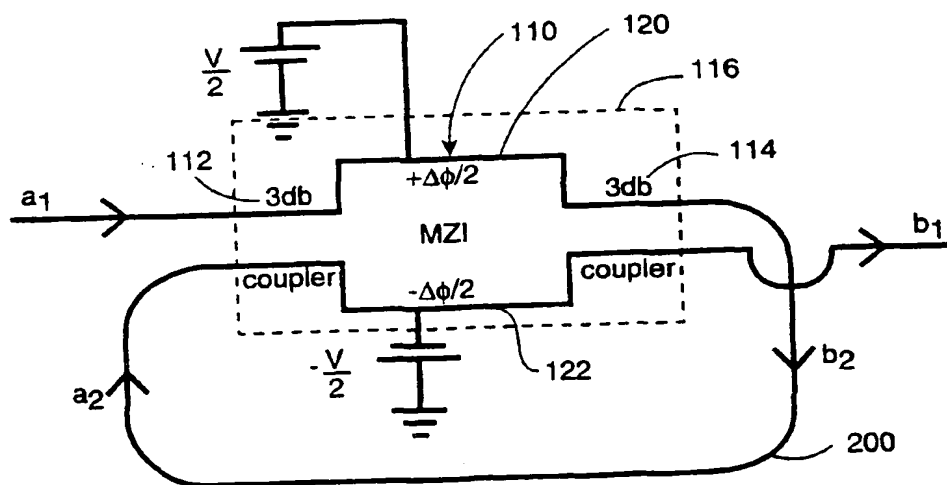 V/2
110
120
116
112
114
+Δϕ/2
3db
3db
a1
MZI
b1
coupler
coupler
-Δϕ/2
-V/2
122
a2
b2
200